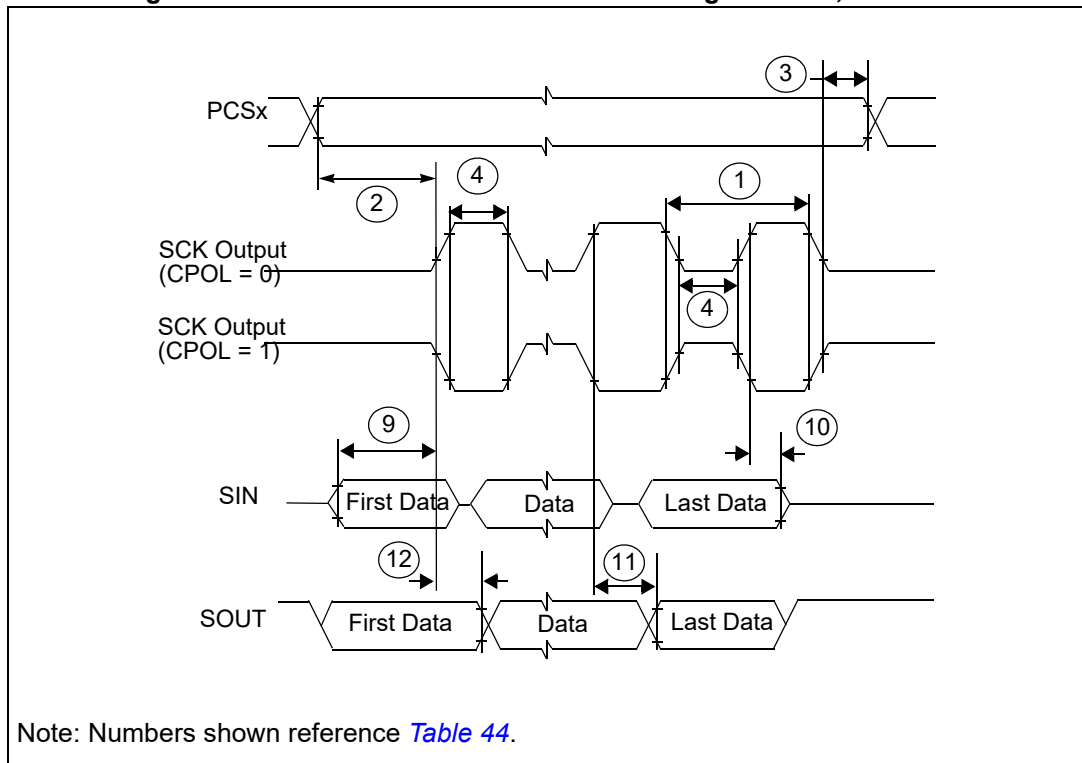 3
PCSx
2
4
1
SCK Output
(CPOL = 0)
4
SCK Output
(CPOL = 1)
9
10
SIN
First Data
Data
Last Data
12
11
SOUT
First Data
Data
Last Data
Note: Numbers shown reference Table 44.